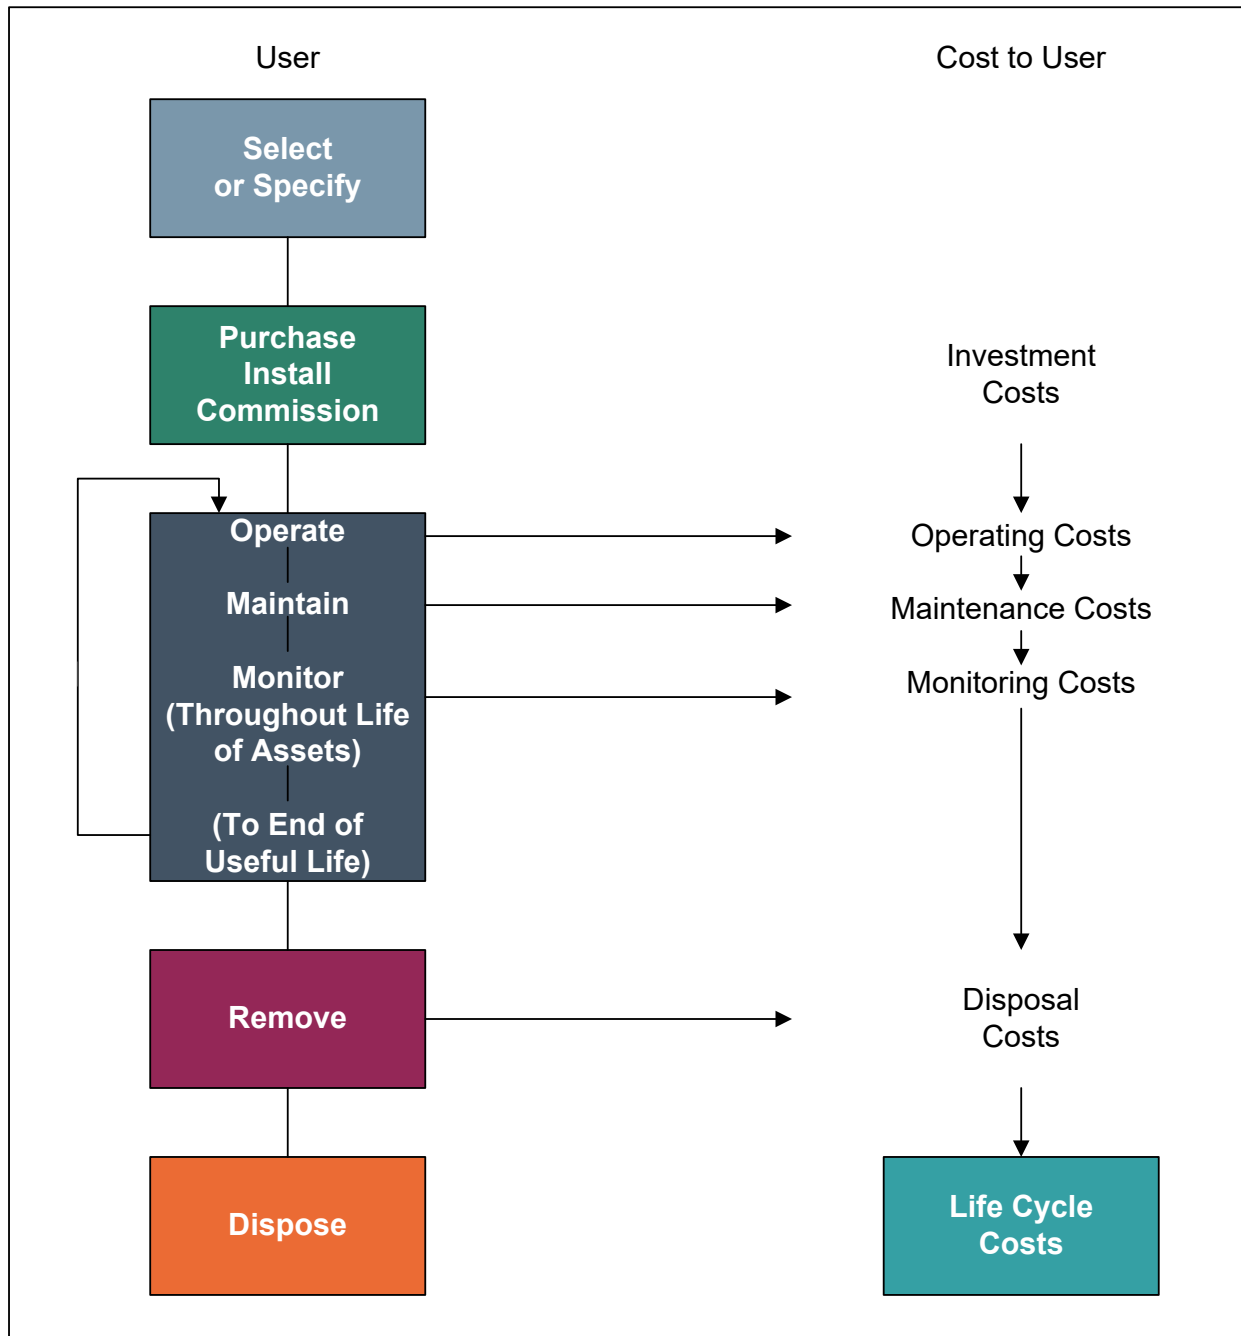 User
Cost to User
Select
or Specify
Purchase
Install
Commission
Investment
Costs
Operate
Operating Costs
Maintain
Maintenance Costs
Monitor
(Throughout Life
of Assets)
Monitoring Costs
(To End of
Useful Life)
Remove
Disposal
Costs
Dispose
Life Cycle
Costs